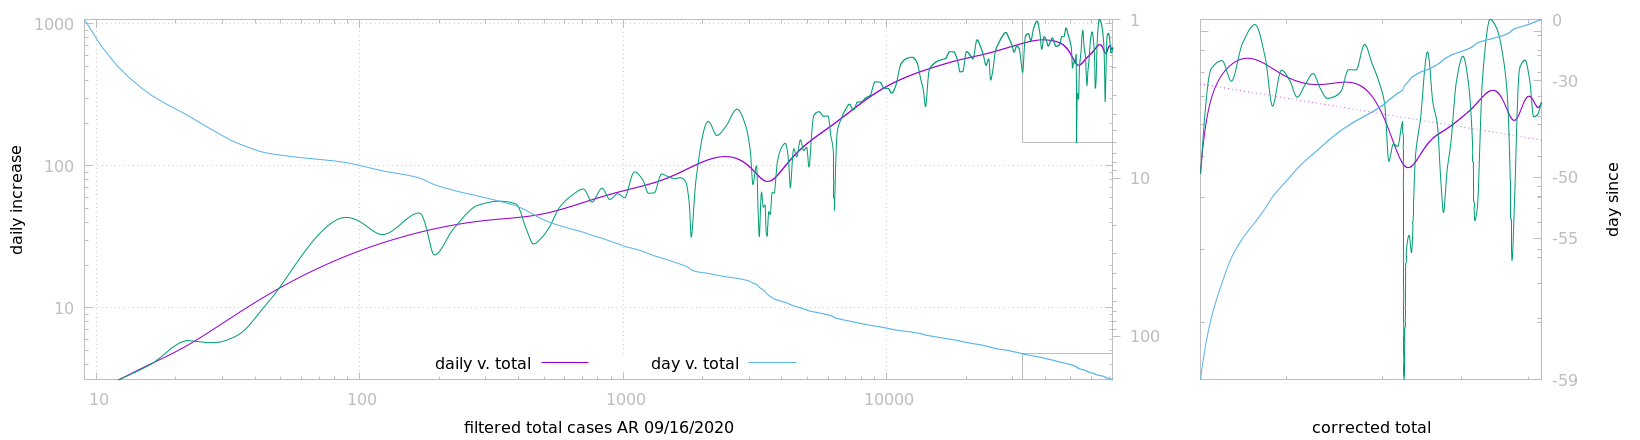 1000
100
10
daily increase
10
100
1000
10000
filtered total cases AR 09/16/2020
daily v. total
day v. total
1
10
100
0
-30
-50
-55
-59
day since
corrected total